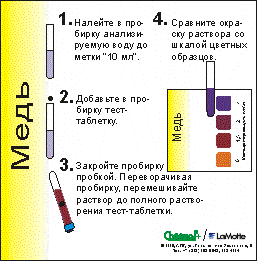 Медь
1. Налейте в про-
бирку анализи-
руемую воду до
метки "10 мл".
2. Добавьте в про-
бирку тест-
таблетку.
3. Закройте пробирку
пробкой. Переворачивая
пробирку, перемешивайте
раствор до полного раство-
рения тест-таблетки.
4. Сравните окра-
ску раствора со
шкалой цветных
образцов.
Медь
LaMotte